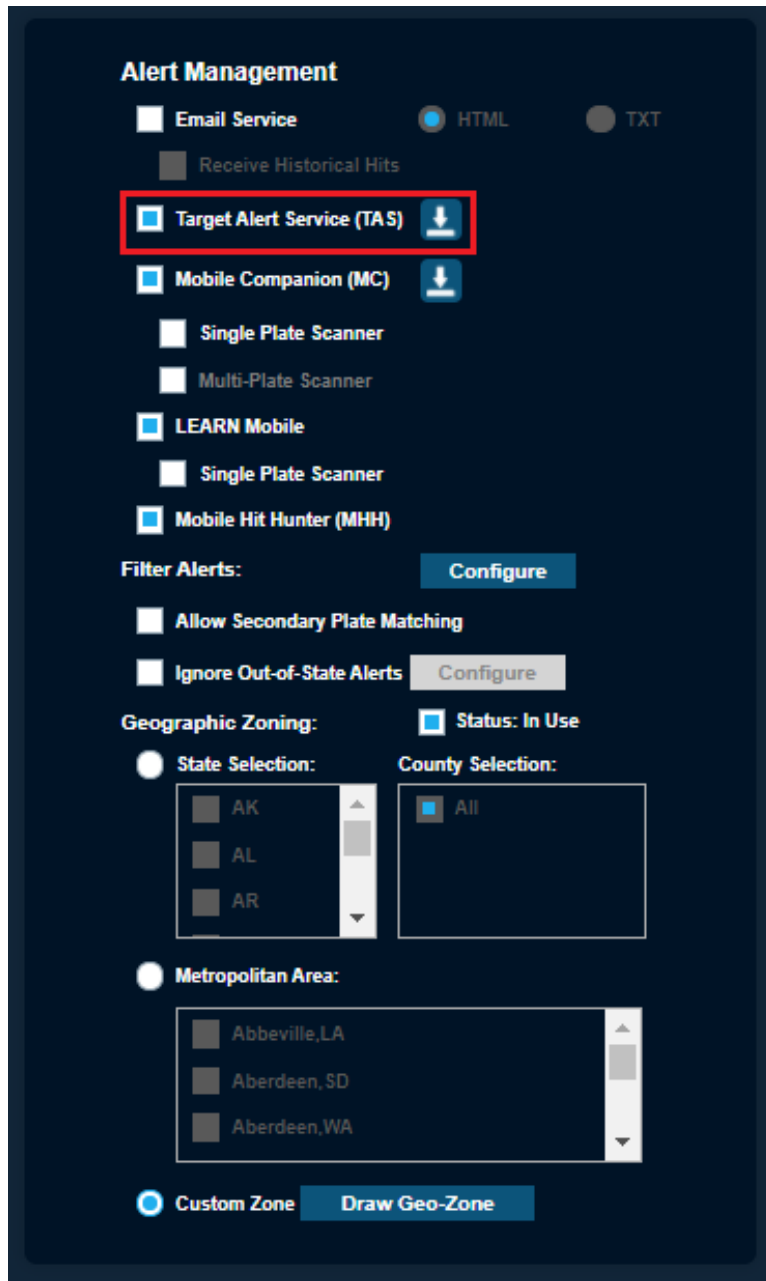 Alert Management
Email Service HTML TXT
Receive Historical Hits
Target Alert Service (TAS)
Mobile Companion (MC)
Single Plate Scanner
Multi-Plate Scanner
LEARN Mobile
Single Plate Scanner
Mobile Hit Hunter (MHH)
Filter Alerts: Configure
Allow Secondary Plate Matching
Ignore Out-of-State Alerts Configure
Geographic Zoning: Status: In Use
State Selection: County Selection:
AK All
AL
AR
Metropolitan Area:
Abbeville,LA
Aberdeen,SD
Aberdeen,WA
Custom Zone Draw Geo-Zone